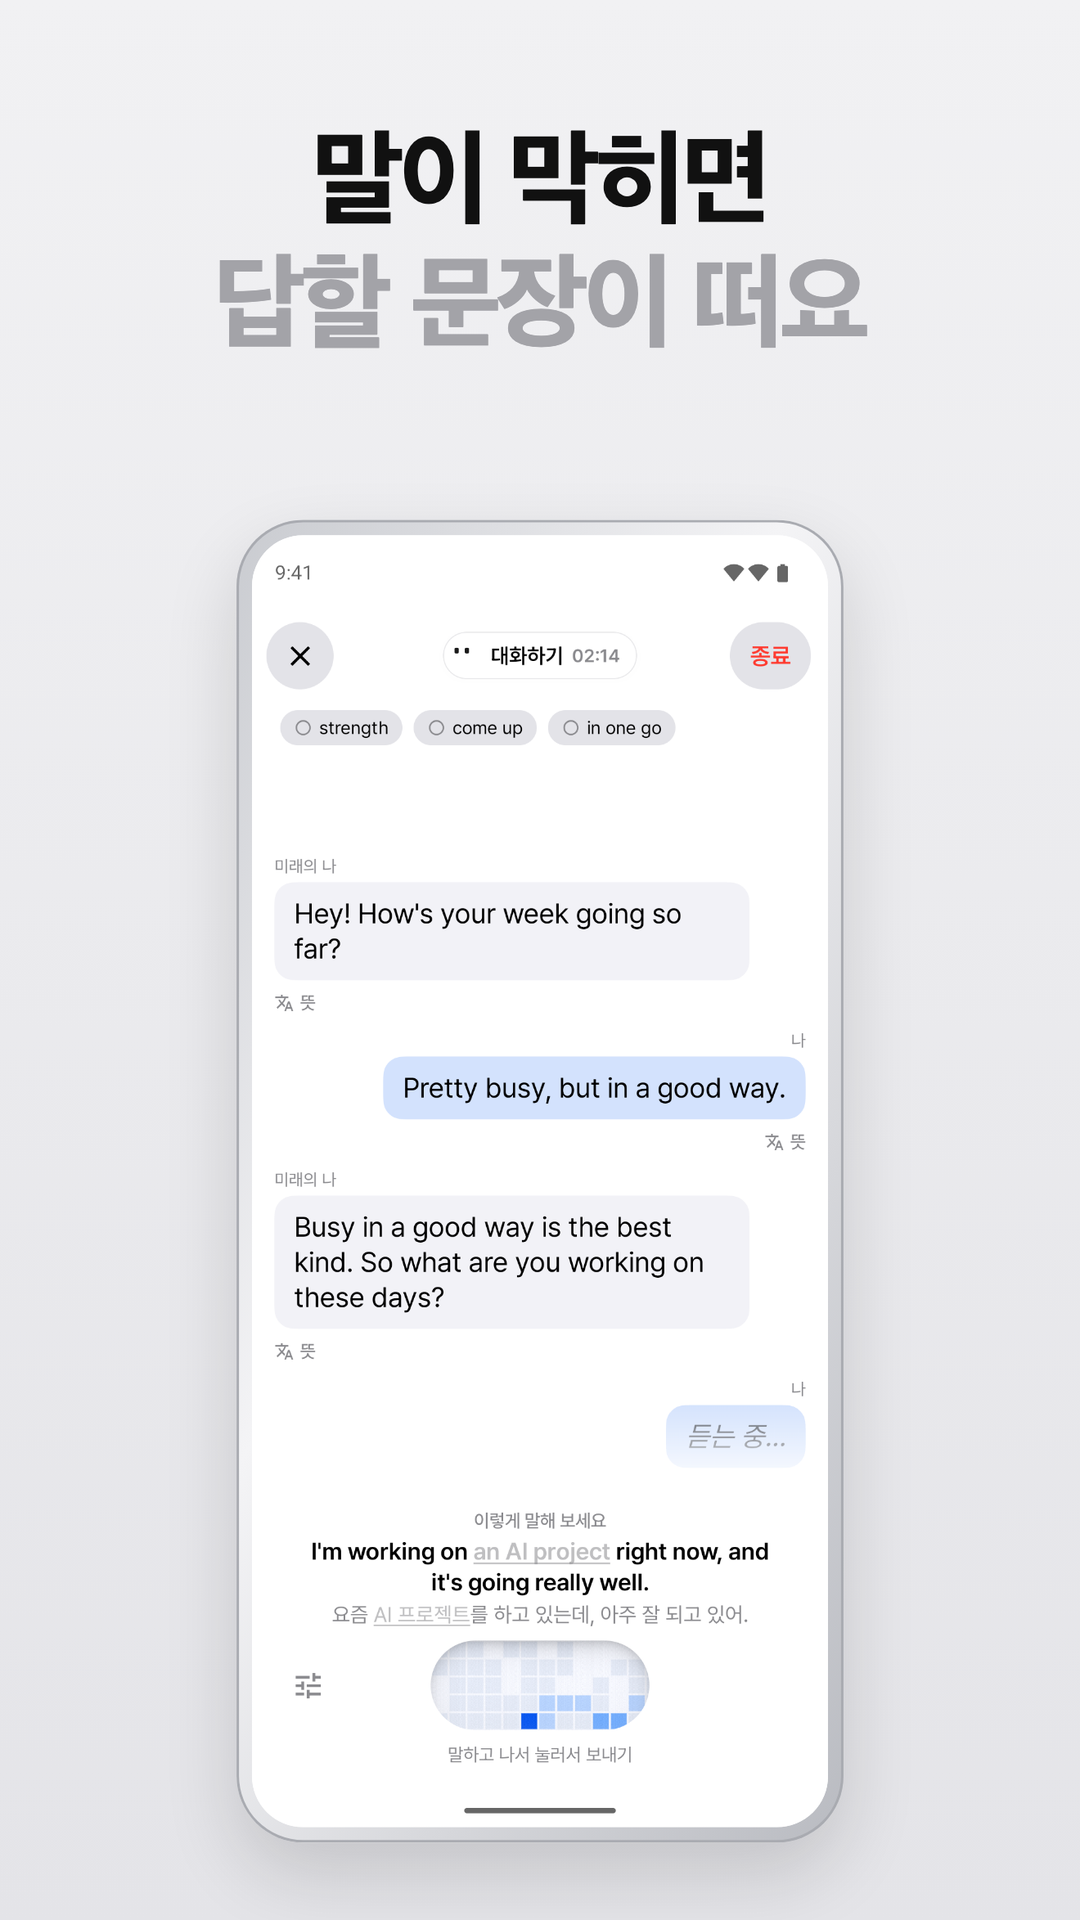 말이 막히면
답할 문장이 떠요
9:41
대화하기 02:14
종료
strength
come up
in one go
미래의 나
Hey! How's your week going so
far?
뜻
나
Pretty busy, but in a good way.
뜻
미래의 나
Busy in a good way is the best
kind. So what are you working on
these days?
뜻
나
듣는 중...
이렇게 말해 보세요
I'm working on an AI project right now, and
it's going really well.
요즘 AI 프로젝트를 하고 있는데, 아주 잘 되고 있어.
말하고 나서 눌러서 보내기